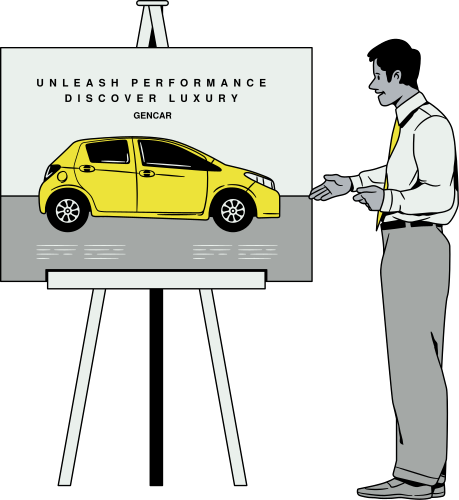 UNLEASH PERFORMANCE
DISCOVER LUXURY
GENCAR